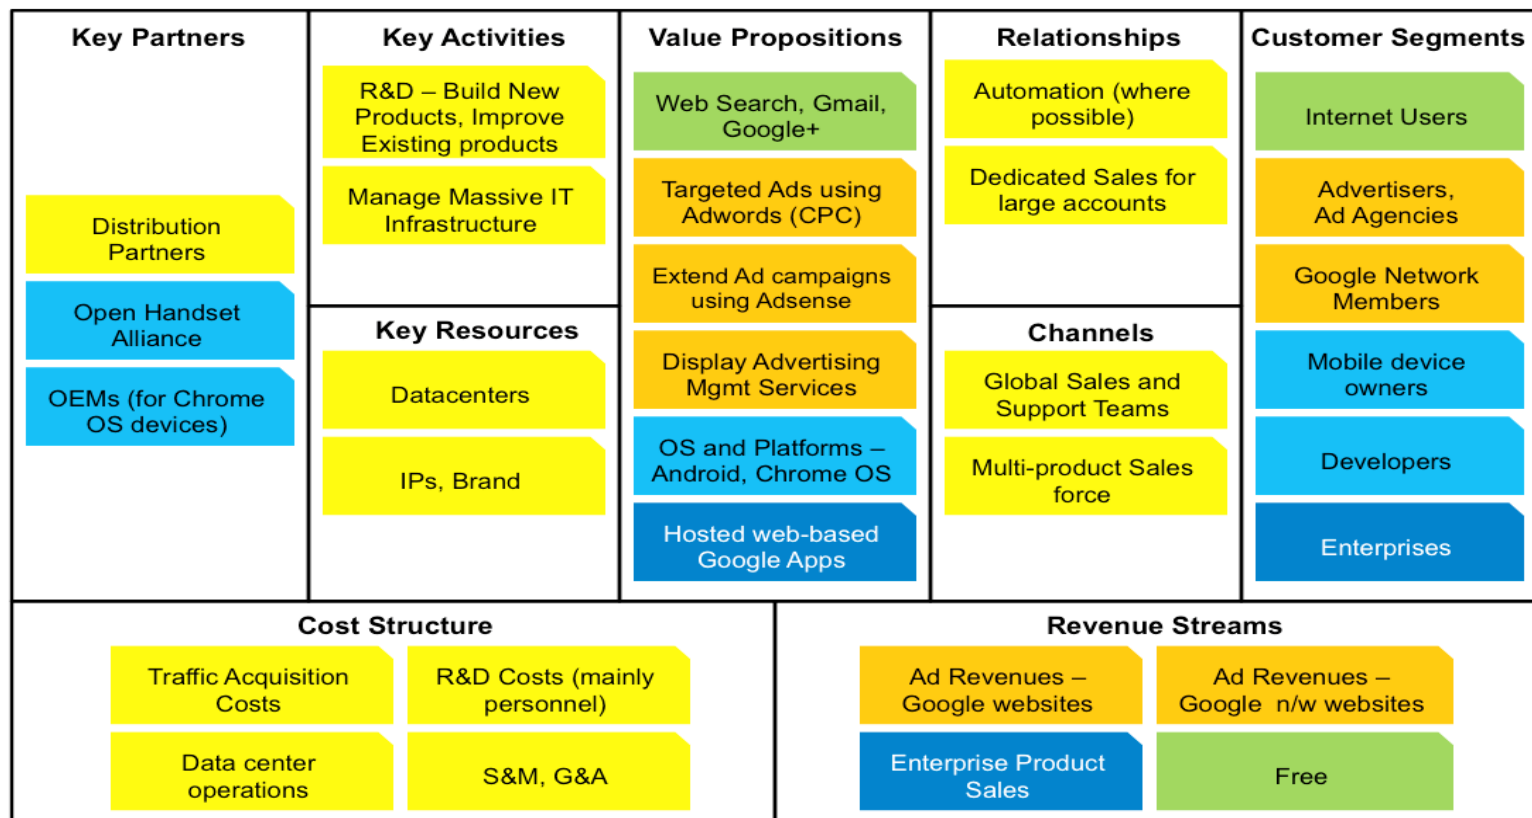 Key Partners
Distribution
Partners
Open Handset
Alliance
OEMs (for Chrome
OS devices)
Key Activities
R&D – Build New
Products, Improve
Existing products
Manage Massive IT
Infrastructure
Key Resources
Datacenters
IPs, Brand
Value Propositions
Web Search, Gmail,
Google+
Targeted Ads using
Adwords (CPC)
Extend Ad campaigns
using Adsense
Display Advertising
Mgmt Services
OS and Platforms –
Android, Chrome OS
Hosted web-based
Google Apps
Relationships
Automation (where
possible)
Dedicated Sales for
large accounts
Channels
Global Sales and
Support Teams
Multi-product Sales
force
Customer Segments
Internet Users
Advertisers,
Ad Agencies
Google Network
Members
Mobile device
owners
Developers
Enterprises
Cost Structure
Traffic Acquisition
Costs
R&D Costs (mainly
personnel)
Data center
operations
S&M, G&A
Revenue Streams
Ad Revenues –
Google websites
Ad Revenues –
Google n/w websites
Enterprise Product
Sales
Free